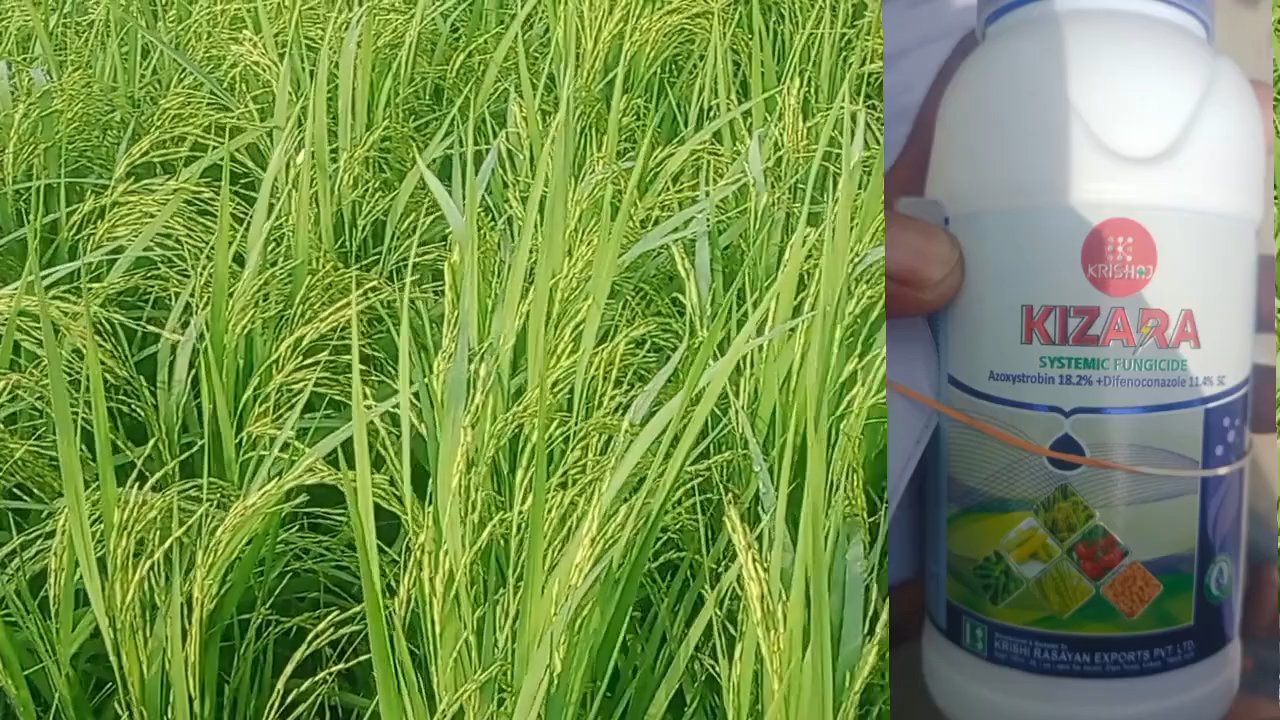 KRISHAJ
KIZARA
SYSTEMIC FUNGICIDE
Azoxystrobin 18.2% +Difenoconazole 11.4% SC
KRISHI RASAYAN EXPORTS PVT. LTD.